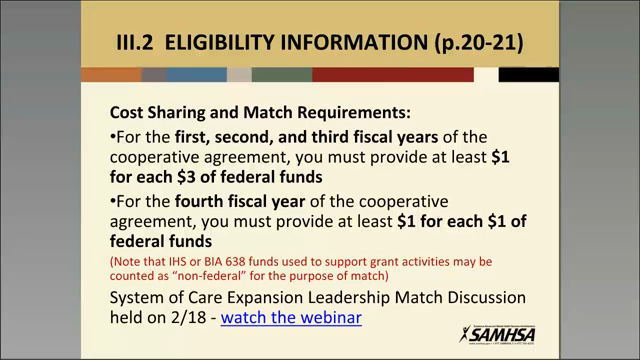 III.2 ELIGIBILITY INFORMATION (p.20-21)
Cost Sharing and Match Requirements:
•For the first, second, and third fiscal years of the
cooperative agreement, you must provide at least $1
for each $3 of federal funds
•For the fourth fiscal year of the cooperative
agreement, you must provide at least $1 for each $1 of
federal funds
(Note that IHS or BIA 638 funds used to support grant activities may be
counted as “non-federal” for the purpose of match)
System of Care Expansion Leadership Match Discussion
held on 2/18 - watch the webinar
SAMHSA